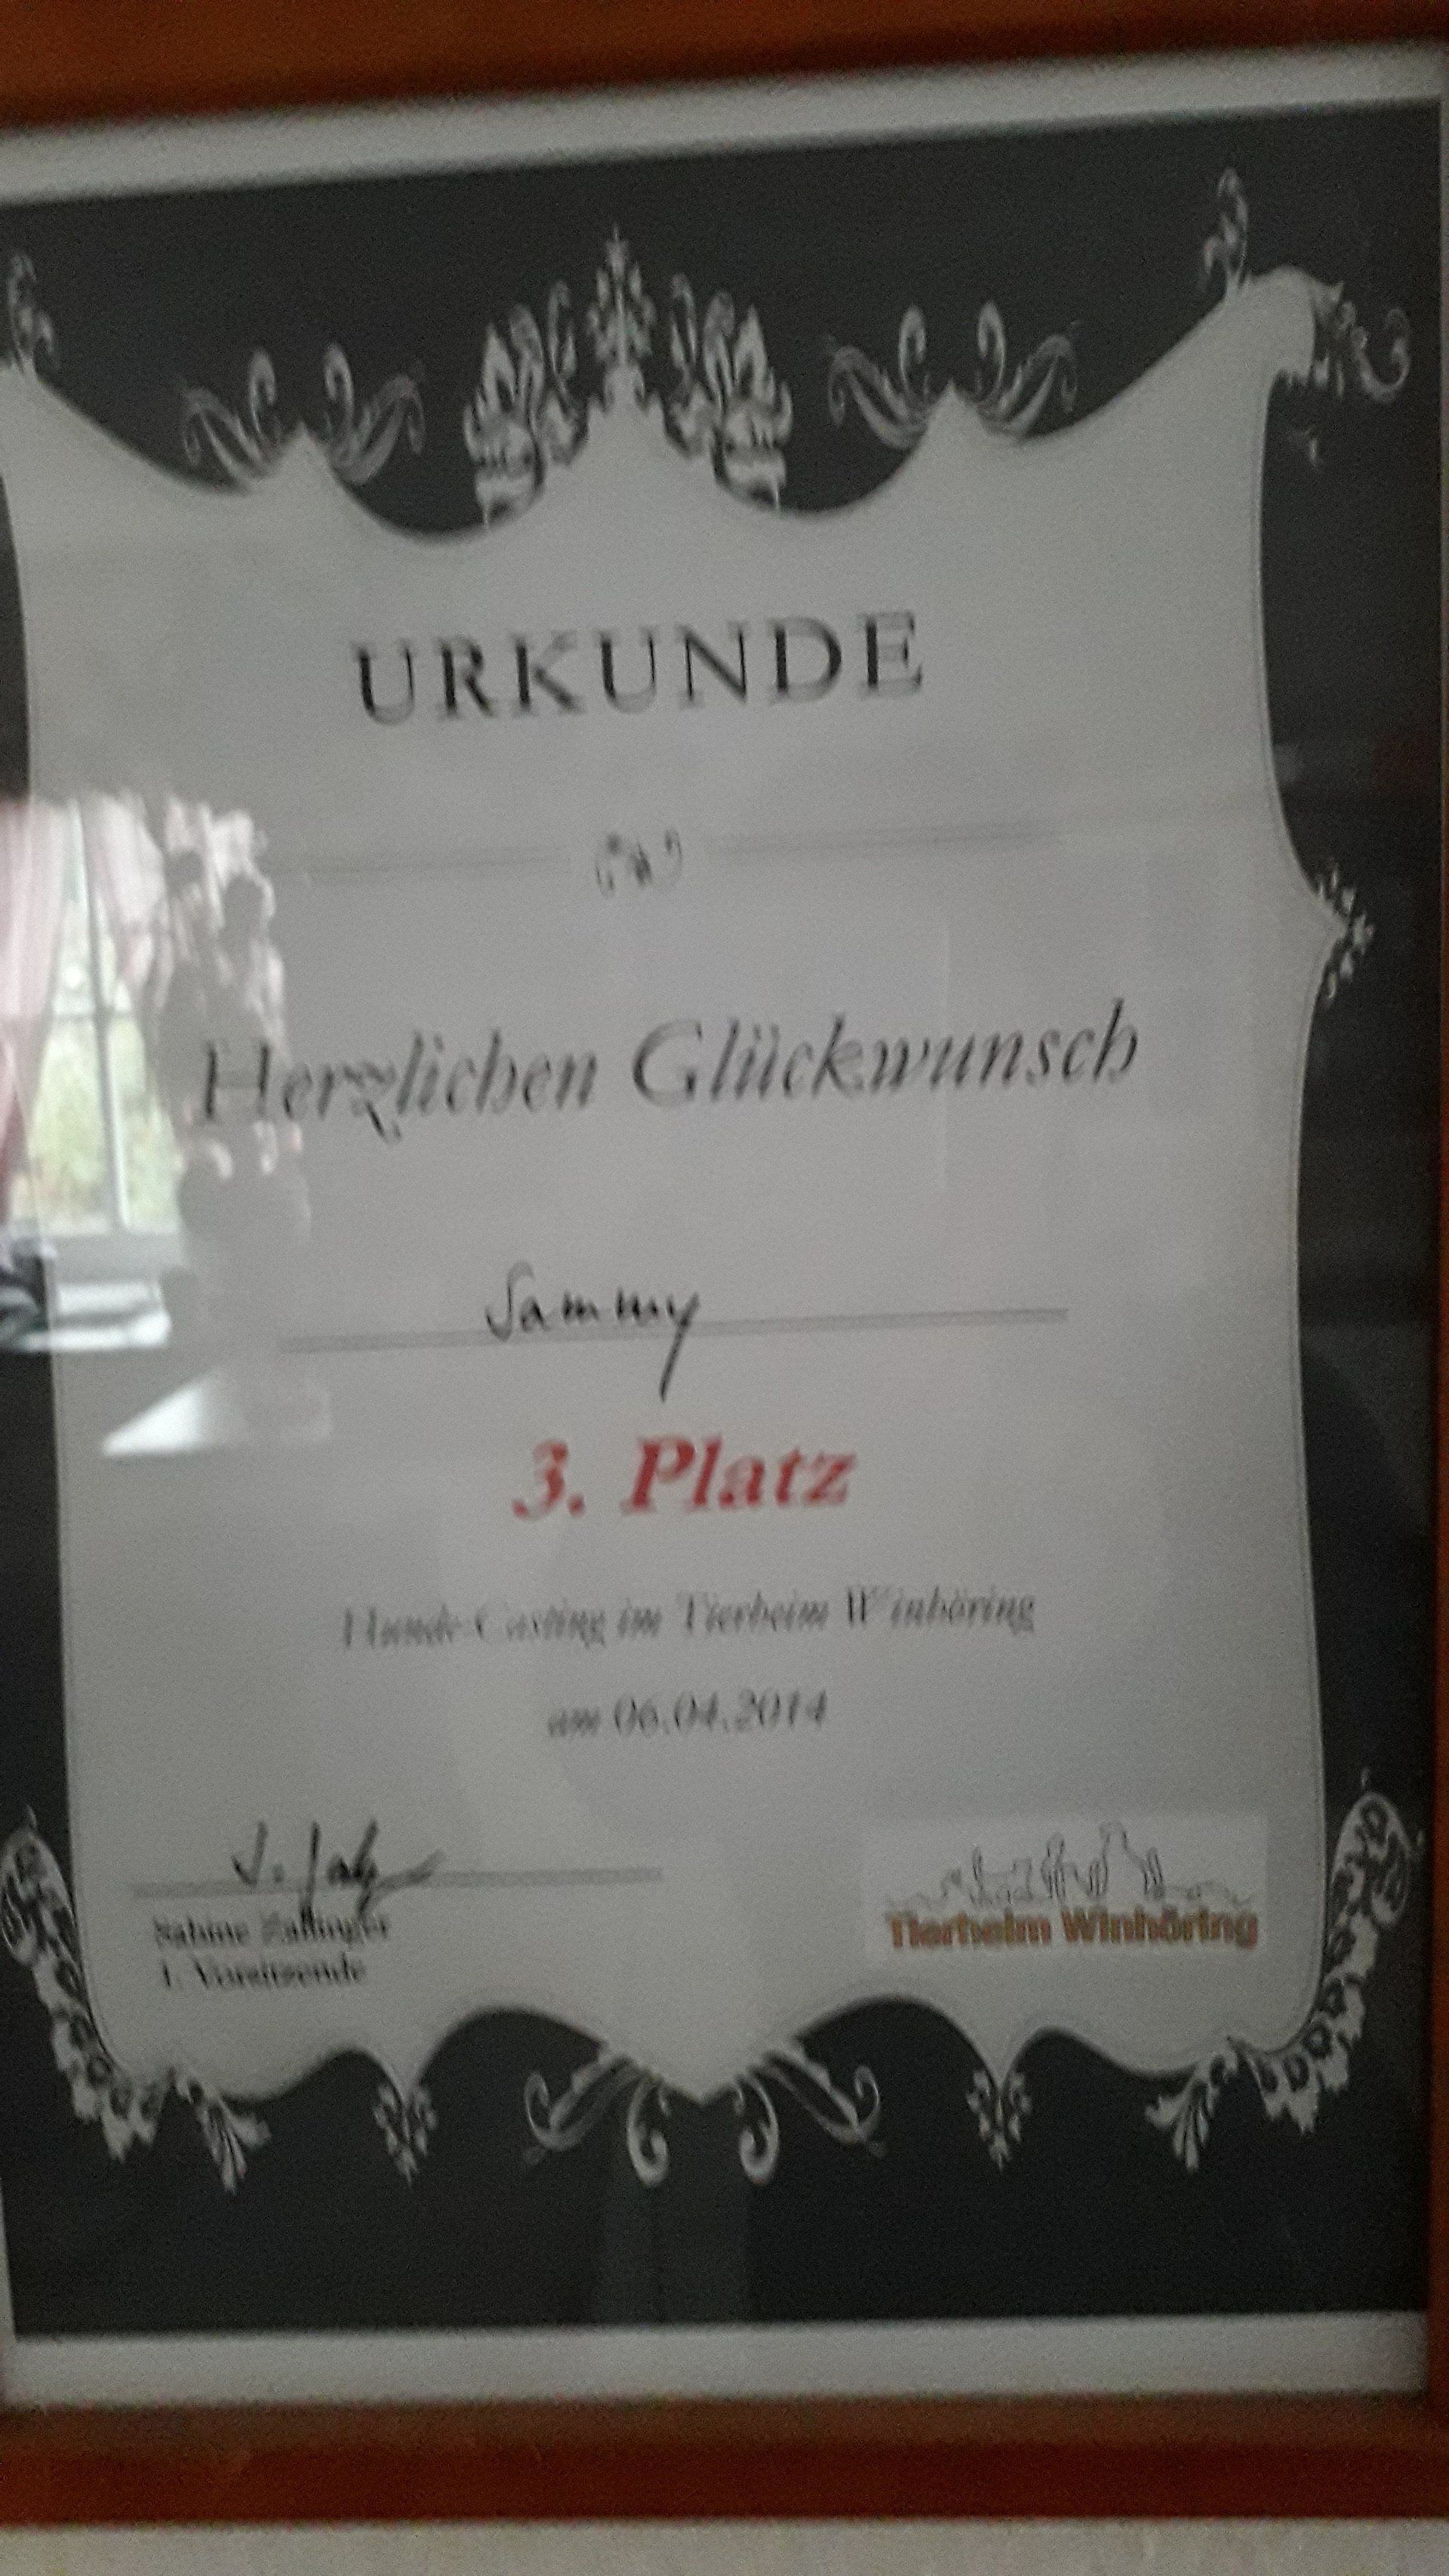 URKUNDE
Herzlichen Glückwunsch
Sammy
3. Platz
Hunde-Casting im Tierheim Winhöring
am 06.04.2014
Sabine
1. Vorsitzende
Tierheim Winhöring